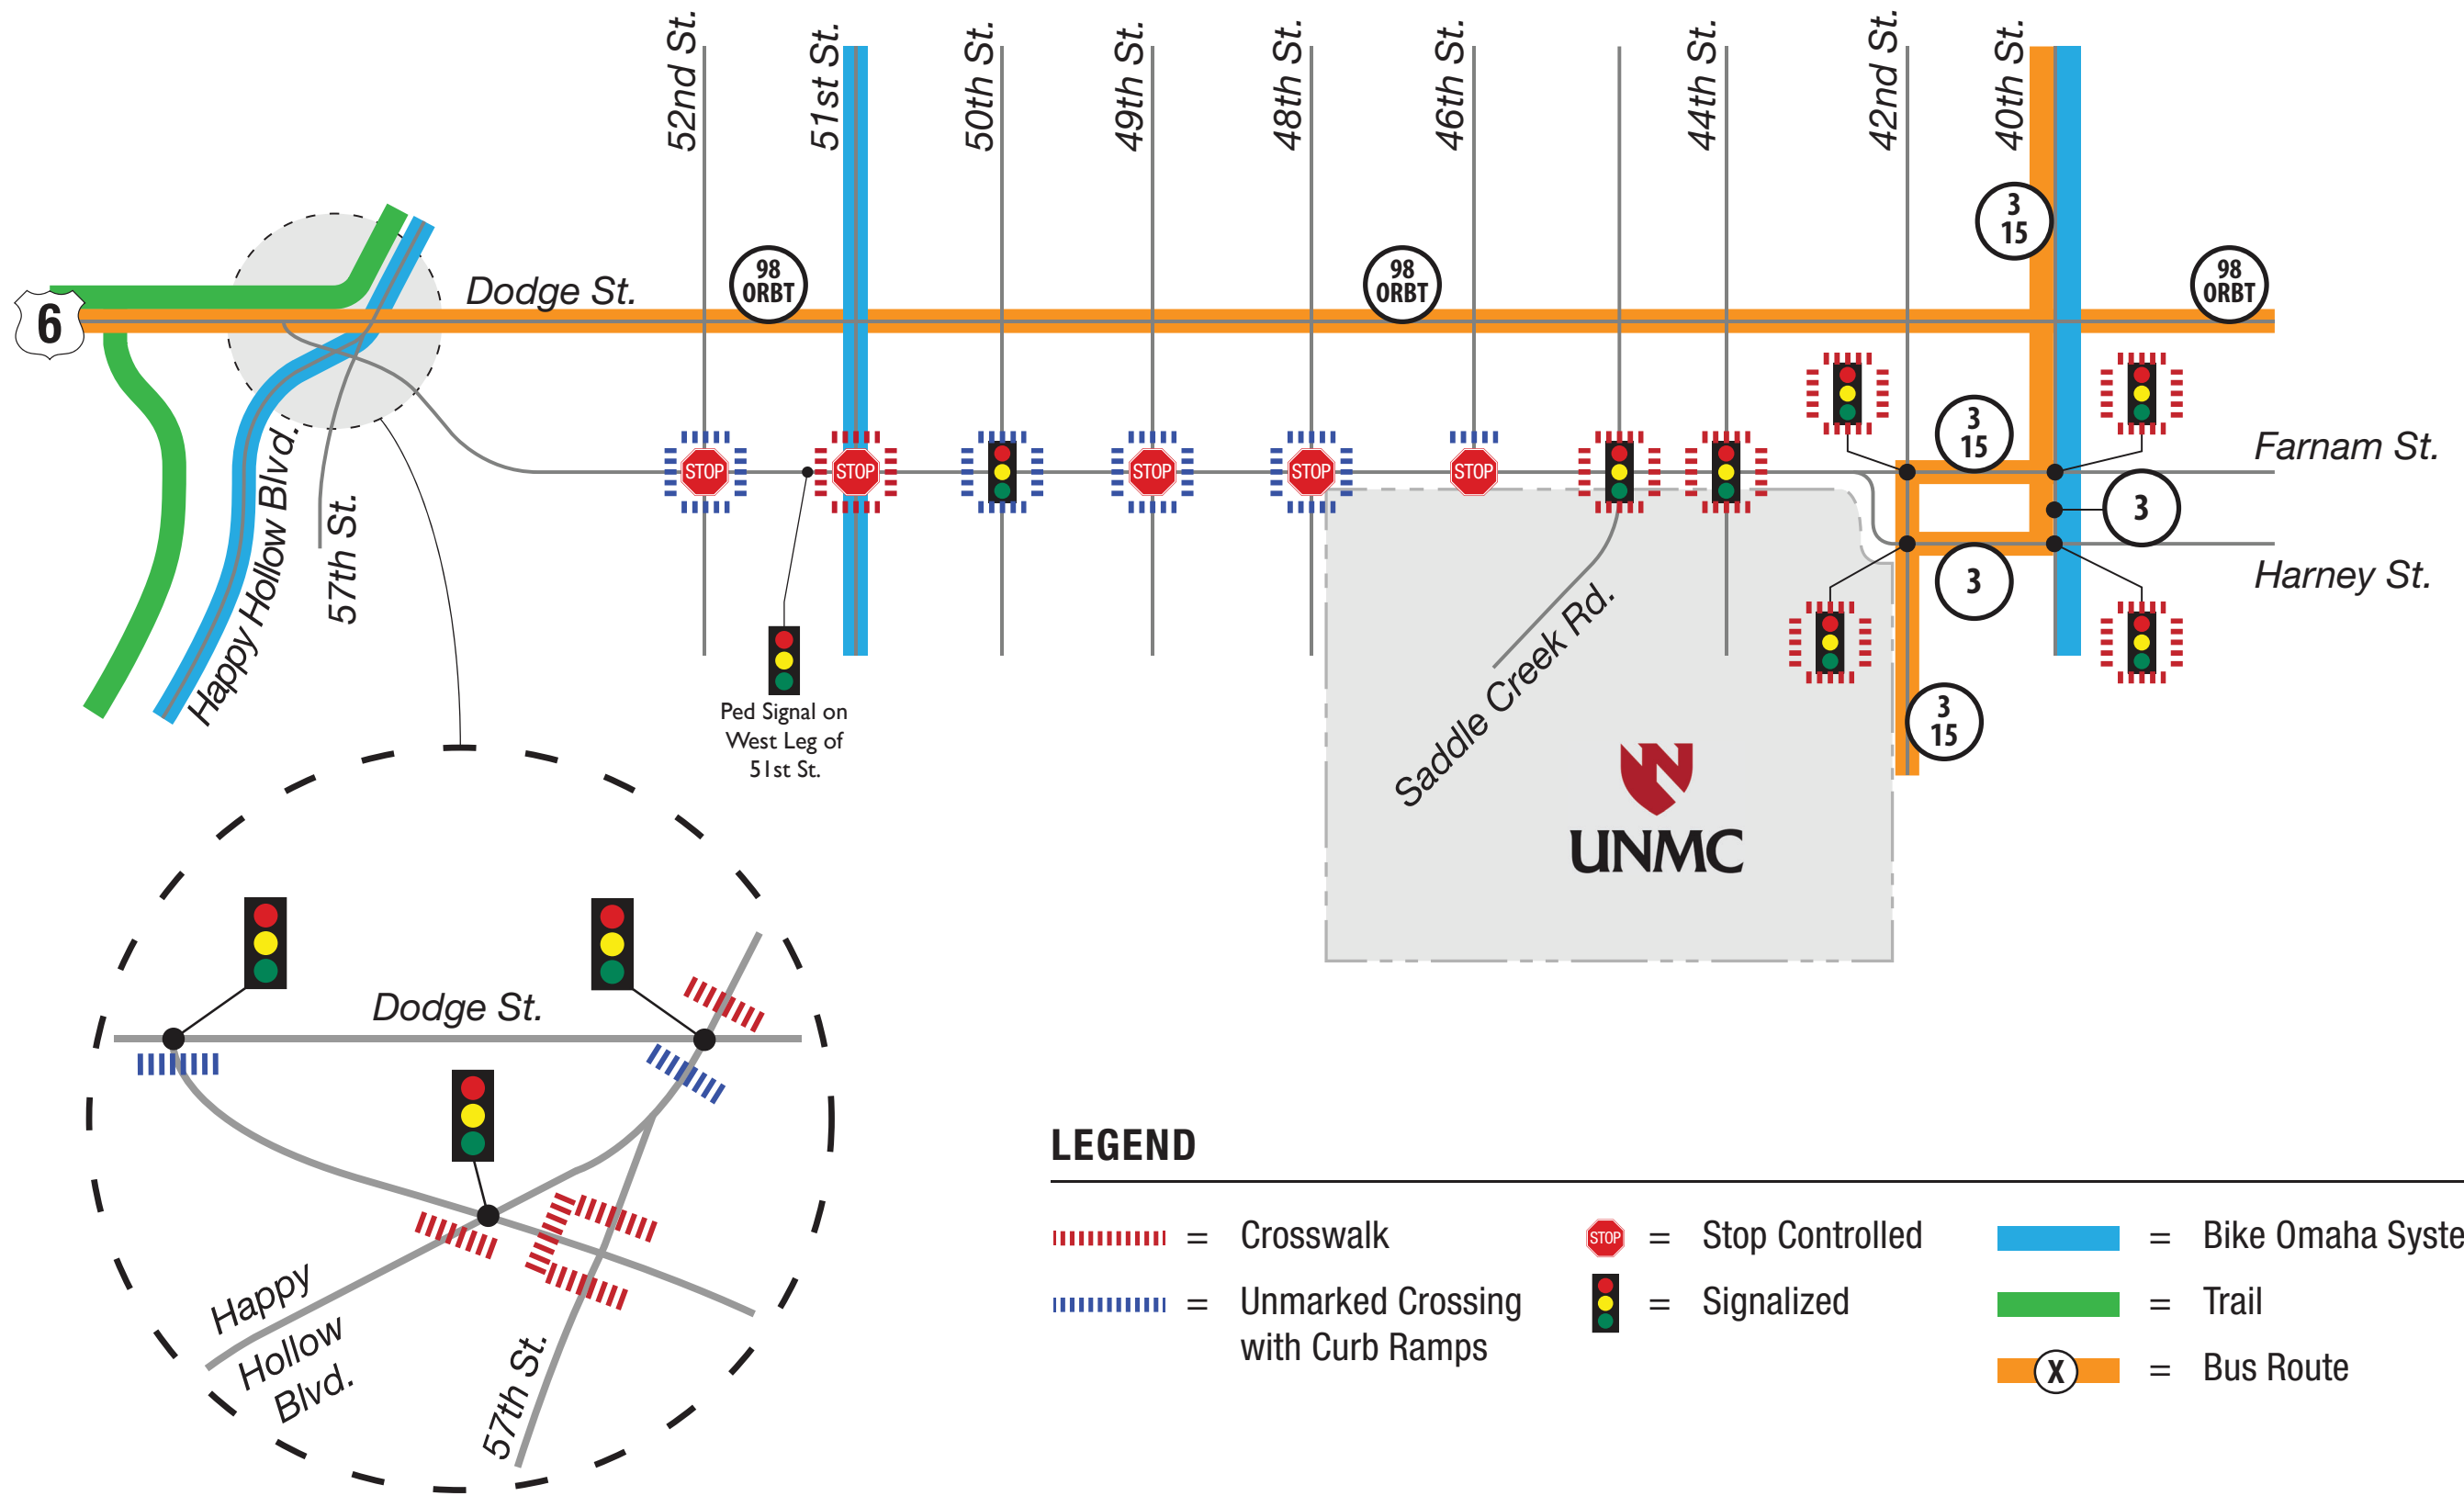 52nd St.
51st St.
50th St.
49th St.
48th St.
46th St.
44th St.
42nd St.
40th St.
3
15
98
ORBT
98
ORBT
98
ORBT
Dodge St.
6
3
15
Farnam St.
STOP
STOP
STOP
STOP
STOP
3
Happy Hollow Blvd.
57th St.
3
Harney St.
Saddle Creek Rd.
Ped Signal on
West Leg of
51st St.
3
15
UNMC
Dodge St.
Happy
Hollow
Blvd.
57th St.
LEGEND
= Crosswalk
STOP = Stop Controlled
= Bike Omaha Syste
= Unmarked Crossing
with Curb Ramps
= Signalized
= Trail
X = Bus Route